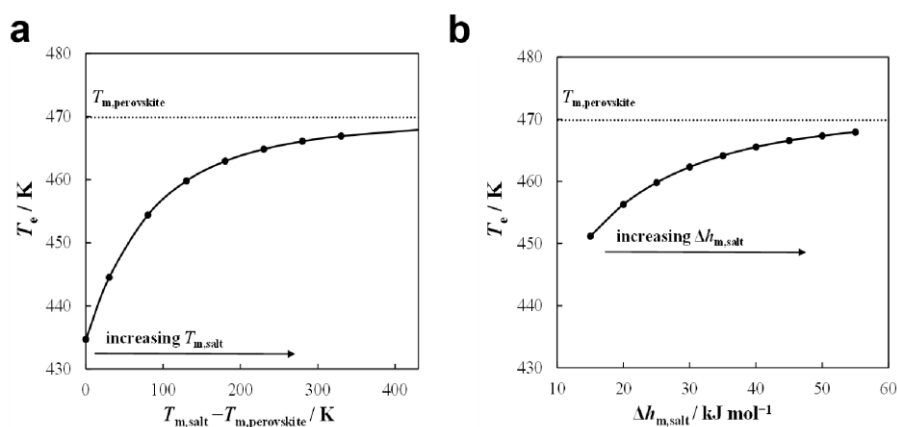 a
480
470
460
450
440
430
T_e / K
T_m,perovskite
increasing T_m,salt
0
100
200
300
400
T_m,salt − T_m,perovskite / K
b
480
470
460
450
440
430
T_e / K
T_m,perovskite
increasing Δh_m,salt
10
20
30
40
50
60
Δh_m,salt / kJ mol⁻¹